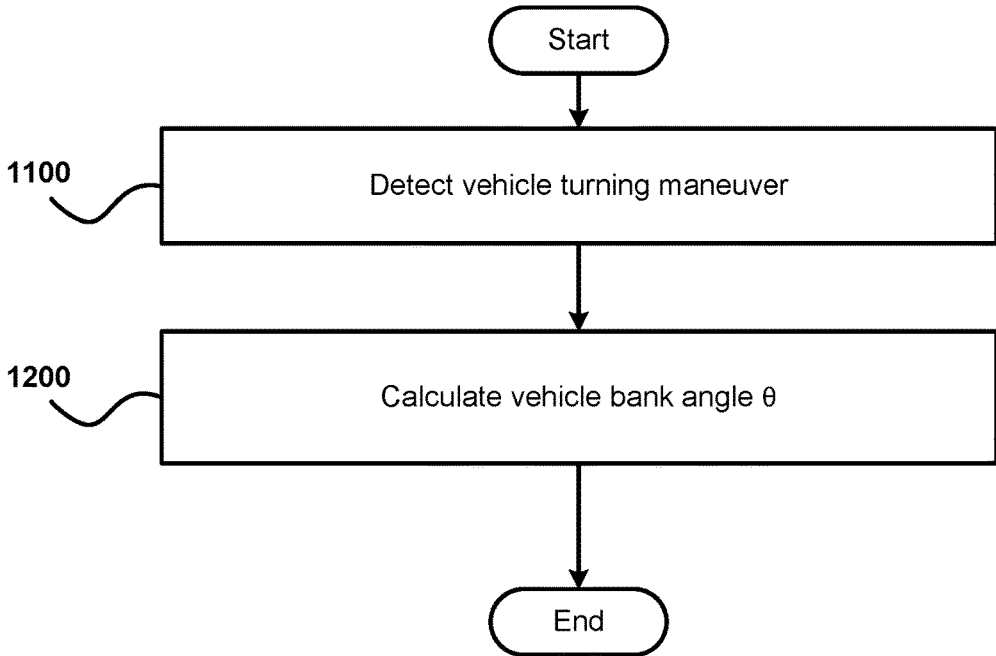 Start
1100
Detect vehicle turning maneuver
1200
Calculate vehicle bank angle θ
End